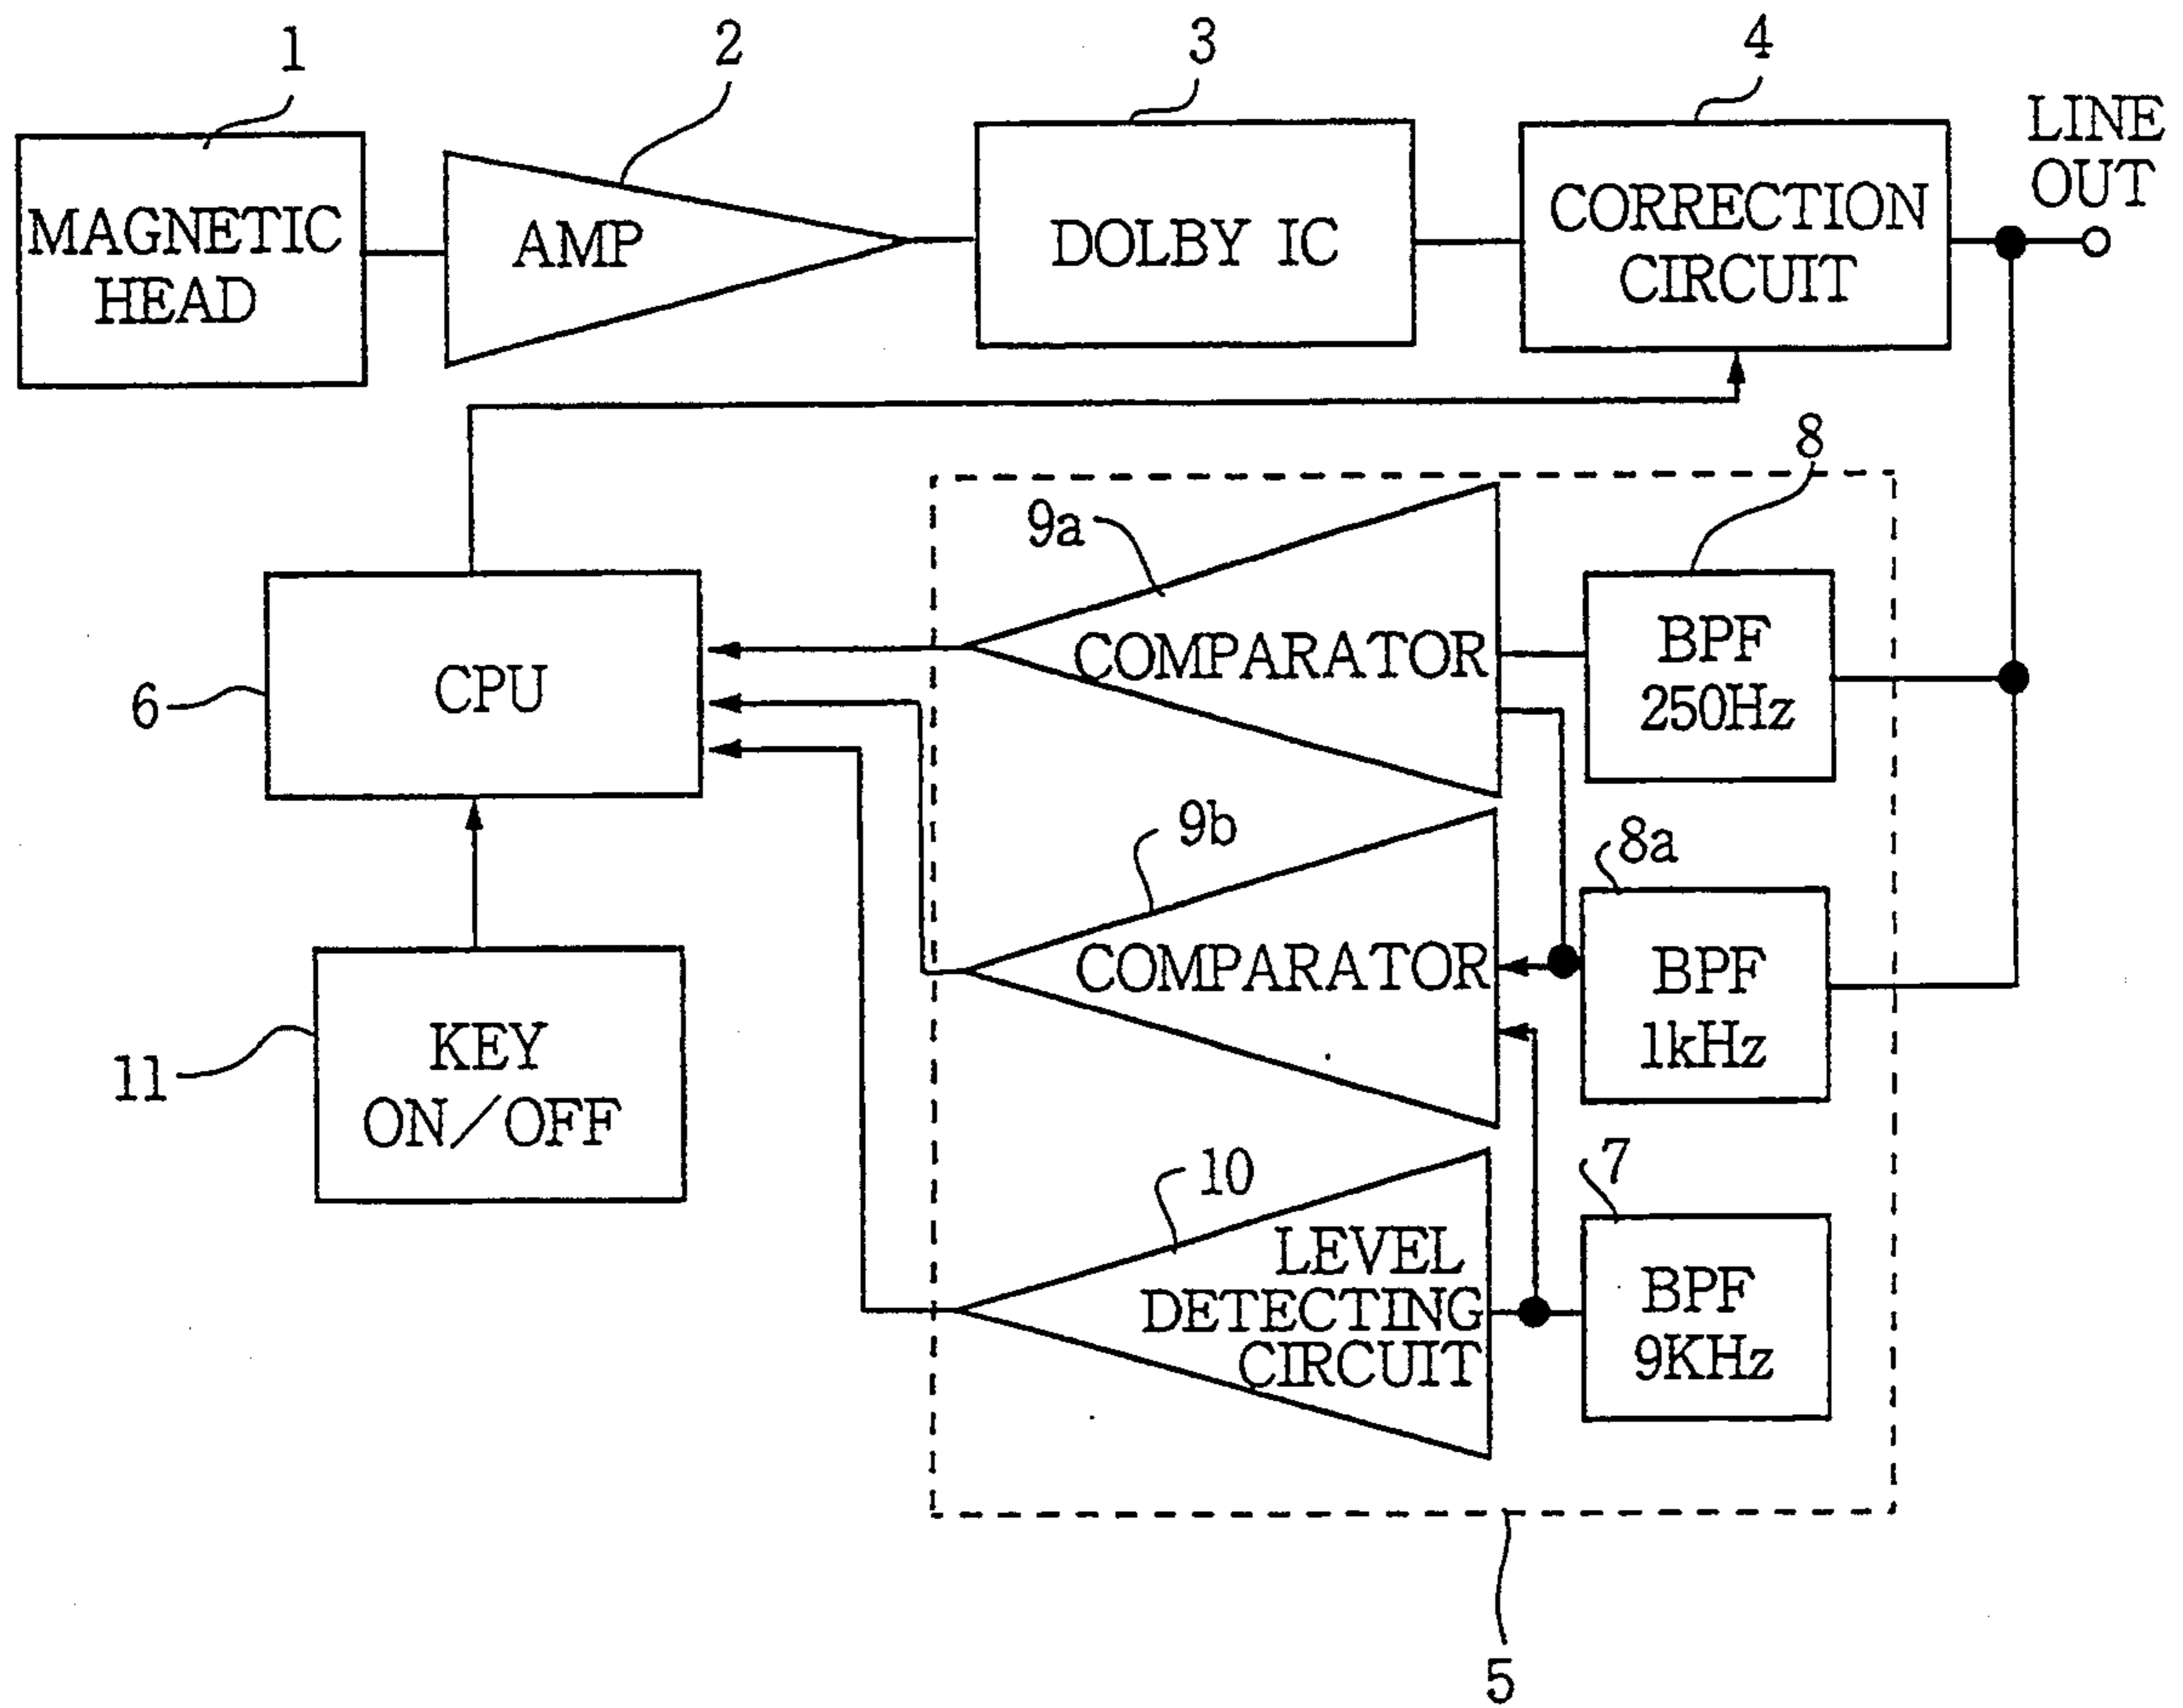 1
2
3
4
LINE
OUT
MAGNETIC
HEAD
AMP
DOLBY IC
CORRECTION
CIRCUIT
8
9a
COMPARATOR
BPF
250Hz
6
CPU
9b
8a
COMPARATOR
BPF
1kHz
11
KEY
ON/OFF
10
7
LEVEL
DETECTING
CIRCUIT
BPF
9KHz
5